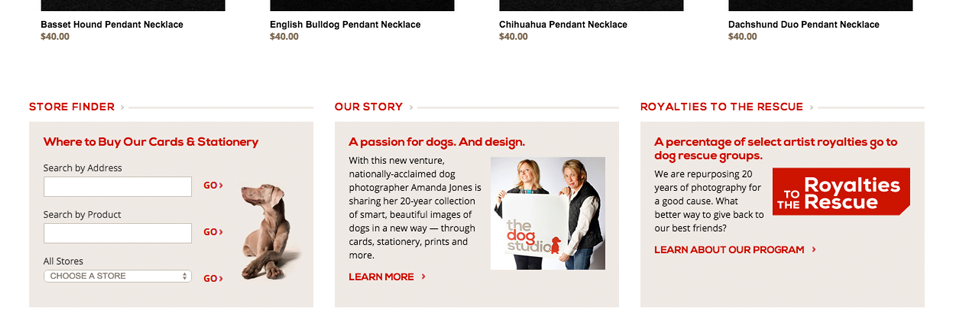 Basset Hound Pendant Necklace
$40.00
English Bulldog Pendant Necklace
$40.00
Chihuahua Pendant Necklace
$40.00
Dachshund Duo Pendant Necklace
$40.00
STORE FINDER ›
Where to Buy Our Cards & Stationery
Search by Address
GO ›
Search by Product
GO ›
All Stores
CHOOSE A STORE
GO ›
OUR STORY ›
A passion for dogs. And design.
With this new venture,
nationally-acclaimed dog
photographer Amanda Jones is
sharing her 20-year collection
of smart, beautiful images of
dogs in a new way — through
cards, stationery, prints and
more.
LEARN MORE ›
the
dog
studio
ROYALTIES TO THE RESCUE ›
A percentage of select artist royalties go to
dog rescue groups.
We are repurposing 20
years of photography for
a good cause. What
better way to give back to
our best friends?
LEARN ABOUT OUR PROGRAM ›
TO THE
Royalties
Rescue